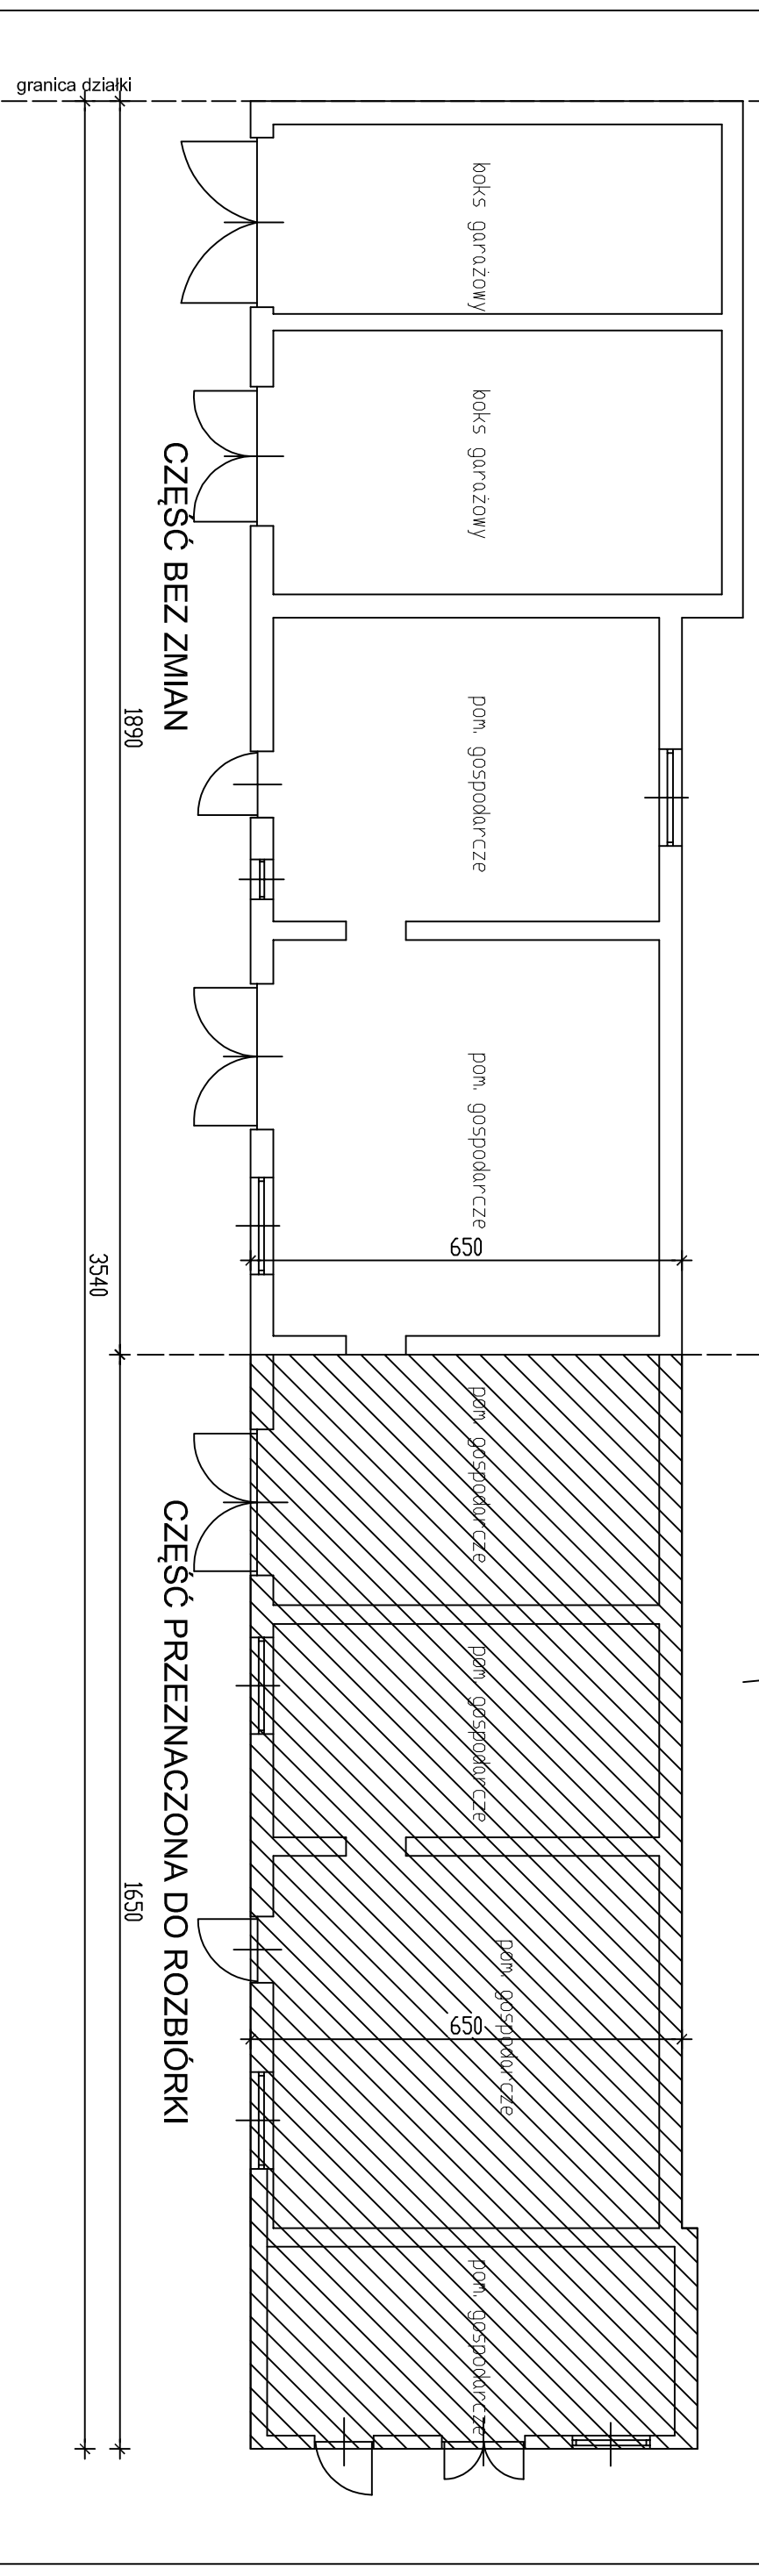 granica działki
boks garażowy
boks garażowy
CZĘŚĆ BEZ ZMIAN
1890
pom. gospodarcze
pom. gospodarcze
650
3540
pom. gospodarcze
CZĘŚĆ PRZEZNACZONA DO ROZBIÓRKI
pom. gospodarcze
1650
pom. gospodarcze
650
pom. gospodarcze